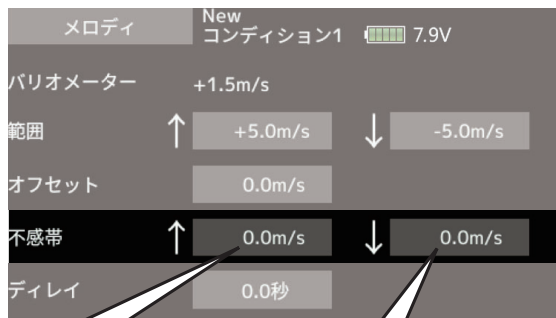 メロディ
New
コンディション1 7.9V
バリオメーター +1.5m/s
範囲 ↑ +5.0m/s ↓ -5.0m/s
オフセット 0.0m/s
不感帯 ↑ 0.0m/s ↓ 0.0m/s
ディレイ 0.0秒